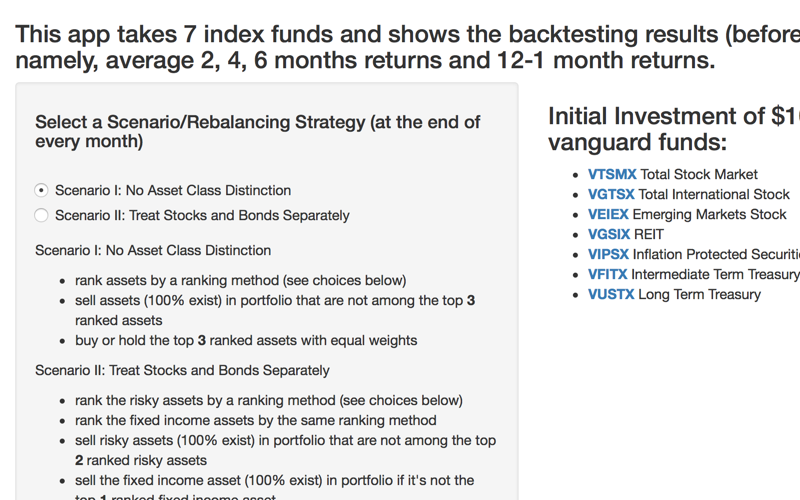 This app takes 7 index funds and shows the backtesting results (before
namely, average 2, 4, 6 months returns and 12-1 month returns.
Select a Scenario/Rebalancing Strategy (at the end of
every month)
Scenario I: No Asset Class Distinction
Scenario II: Treat Stocks and Bonds Separately
Scenario I: No Asset Class Distinction
rank assets by a ranking method (see choices below)
sell assets (100% exist) in portfolio that are not among the top 3
ranked assets
buy or hold the top 3 ranked assets with equal weights
Scenario II: Treat Stocks and Bonds Separately
rank the risky assets by a ranking method (see choices below)
rank the fixed income assets by the same ranking method
sell risky assets (100% exist) in portfolio that are not among the top
2 ranked risky assets
sell the fixed income asset (100% exist) in portfolio if it's not the
top 1 ranked fixed income asset
Initial Investment of $1
vanguard funds:
VTSMX Total Stock Market
VGTSX Total International Stock
VEIEX Emerging Markets Stock
VGSIX REIT
VIPSX Inflation Protected Securiti
VFITX Intermediate Term Treasury
VUSTX Long Term Treasury